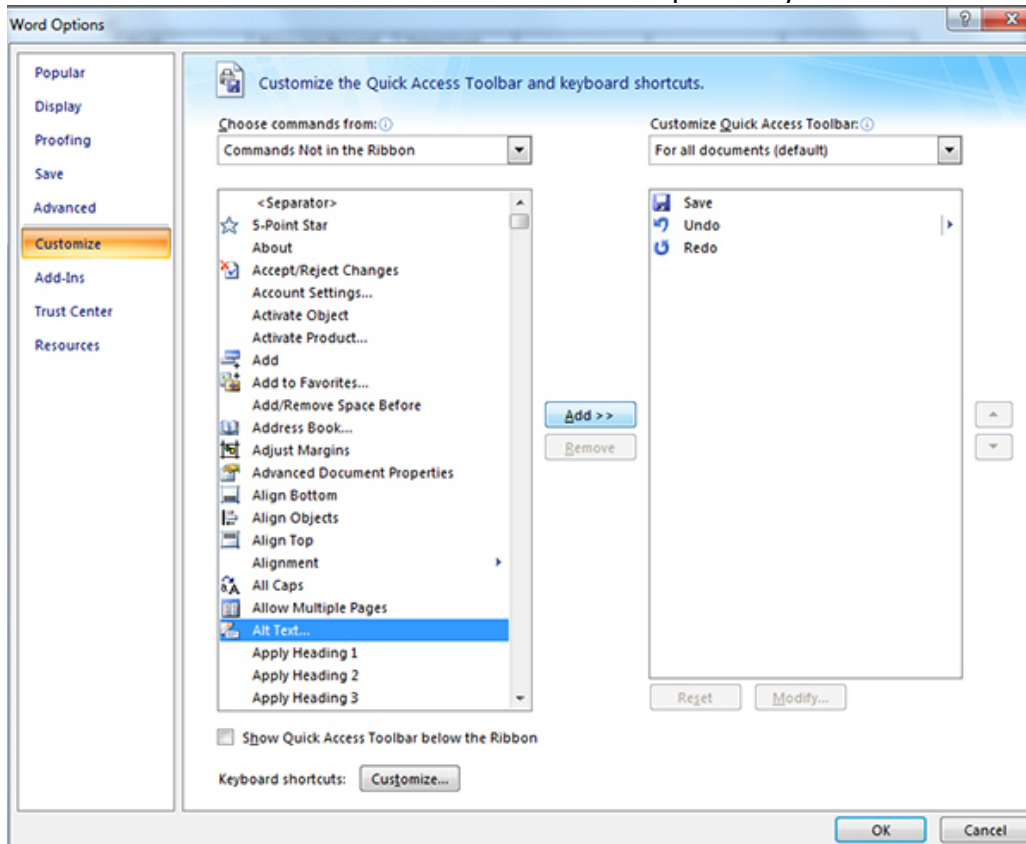 Word Options
Popular
Display
Proofing
Save
Advanced
Customize
Add-Ins
Trust Center
Resources
Customize the Quick Access Toolbar and keyboard shortcuts.
Choose commands from:
Commands Not in the Ribbon
<Separator>
5-Point Star
About
Accept/Reject Changes
Account Settings...
Activate Object
Activate Product...
Add
Add to Favorites...
Add/Remove Space Before
Address Book...
Adjust Margins
Advanced Document Properties
Align Bottom
Align Objects
Align Top
Alignment
All Caps
Allow Multiple Pages
Alt Text...
Apply Heading 1
Apply Heading 2
Apply Heading 3
Add >>
Remove
Customize Quick Access Toolbar:
For all documents (default)
Save
Undo
Redo
Reset
Modify...
Show Quick Access Toolbar below the Ribbon
Keyboard shortcuts:
Customize...
OK
Cancel